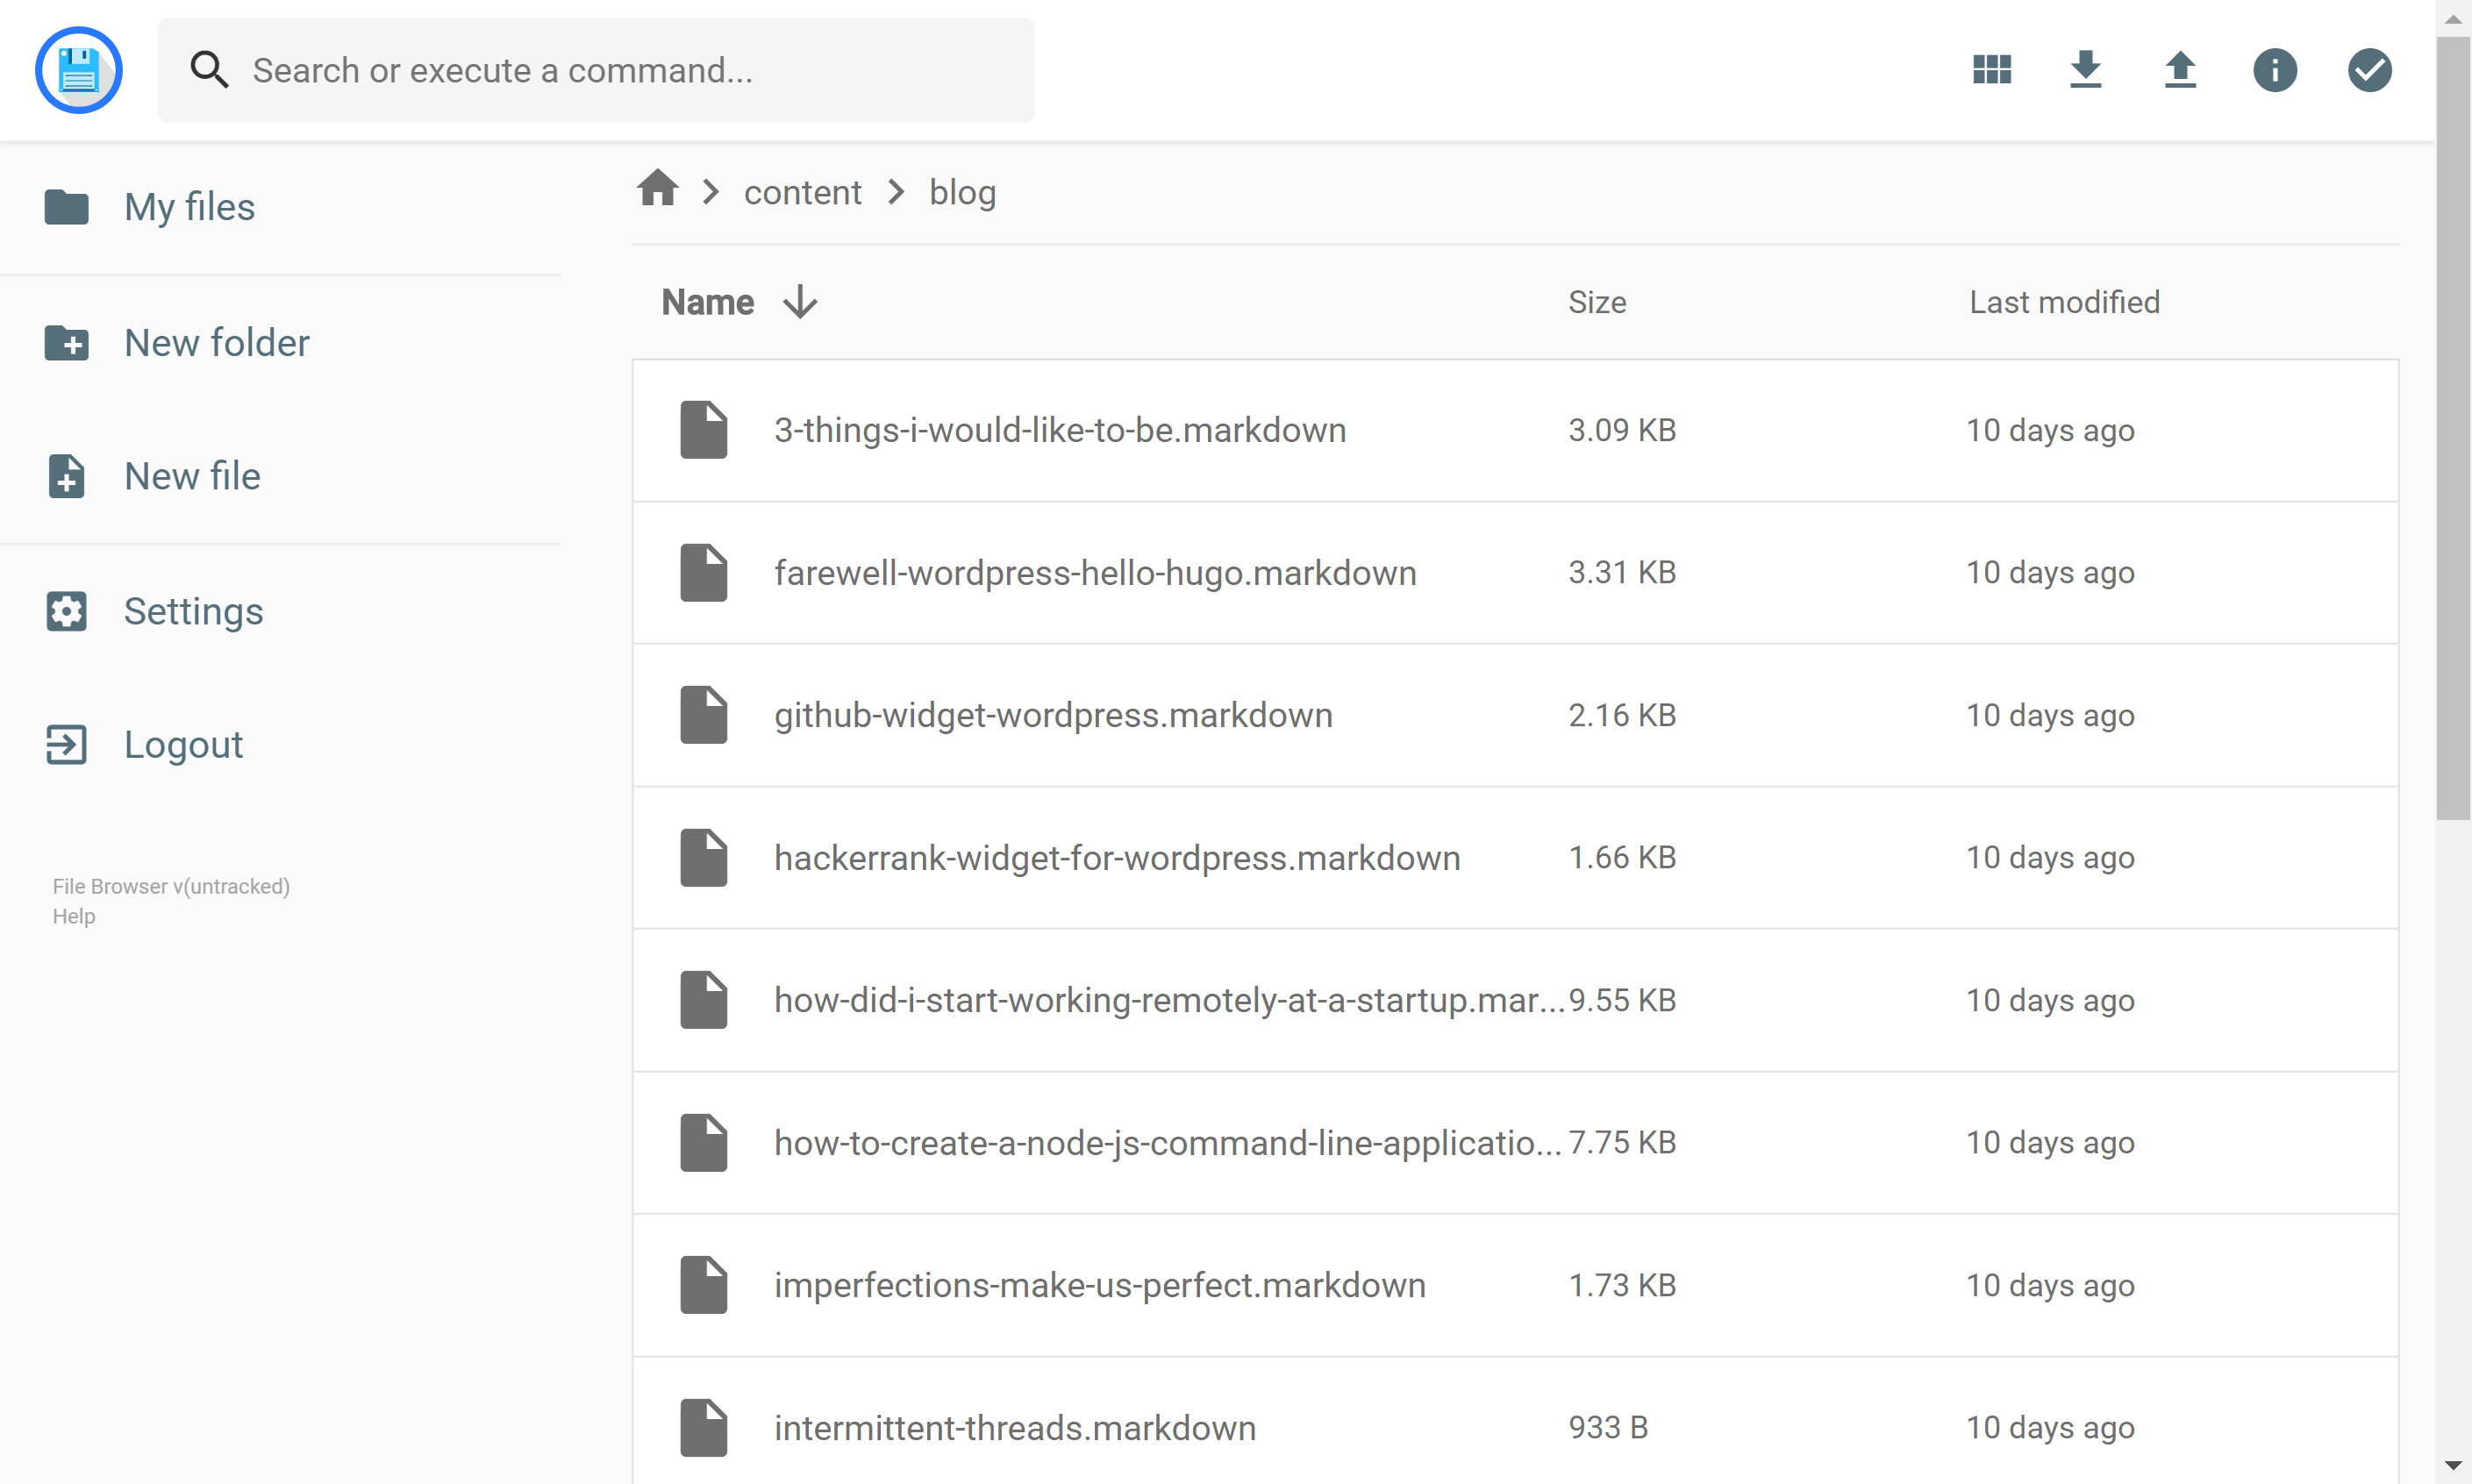 Search or execute a command...
My files
New folder
New file
Settings
Logout
File Browser v(untracked)
Help
content > blog
Name Size Last modified
3-things-i-would-like-to-be.markdown 3.09 KB 10 days ago
farewell-wordpress-hello-hugo.markdown 3.31 KB 10 days ago
github-widget-wordpress.markdown 2.16 KB 10 days ago
hackerrank-widget-for-wordpress.markdown 1.66 KB 10 days ago
how-did-i-start-working-remotely-at-a-startup.mar... 9.55 KB 10 days ago
how-to-create-a-node-js-command-line-applicatio... 7.75 KB 10 days ago
imperfections-make-us-perfect.markdown 1.73 KB 10 days ago
intermittent-threads.markdown 933 B 10 days ago